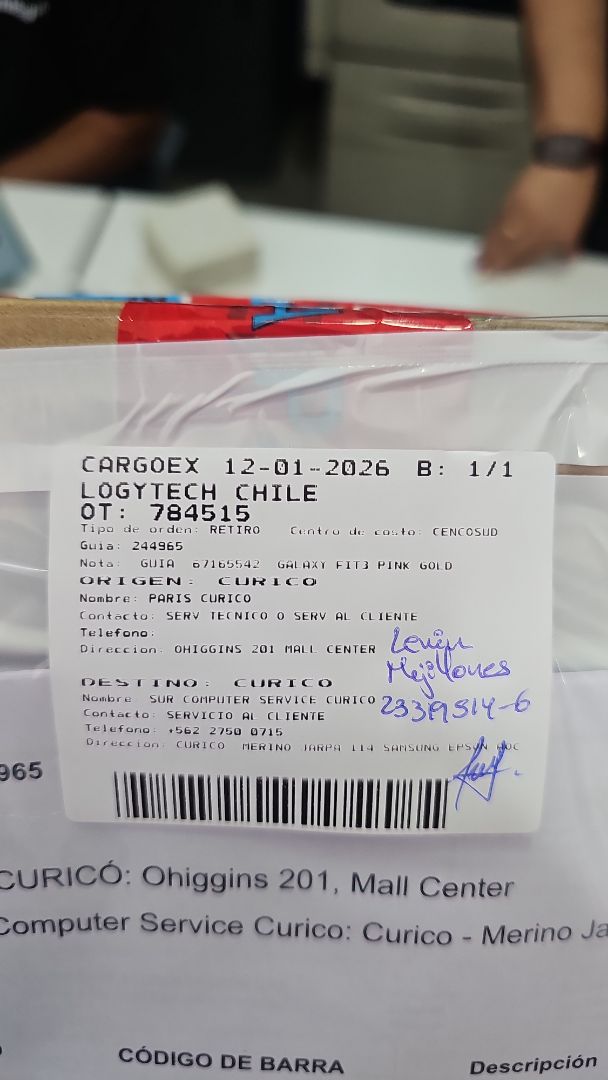 CARGOEX 12-01-2026 B: 1/1
LOGYTECH CHILE
OT: 784515
Tipo de orden: RETIRO Centro de costo: CENCOSUD
Guia: 244965
Nota: GUIA 67165542 GALAXY FIT3 PINK GOLD
ORIGEN: CURICO
Nombre: PARIS CURICO
Contacto: SERV TECNICO O SERV AL CLIENTE
Telefono:
Direccion: OHIGGINS 201 MALL CENTER
DESTINO: CURICO
Nombre: SUR COMPUTER SERVICE CURICO
Contacto: SERVICIO AL CLIENTE
Telefono: +562 2750 0715
Direccion: CURICO MERINO JARPA 114 SAMSUNG EPSON AOC
Lenin
Mejillones
965
CURICÓ: Ohiggins 201, Mall Center
Computer Service Curico: Curico - Merino Ja
CÓDIGO DE BARRA
Descripción